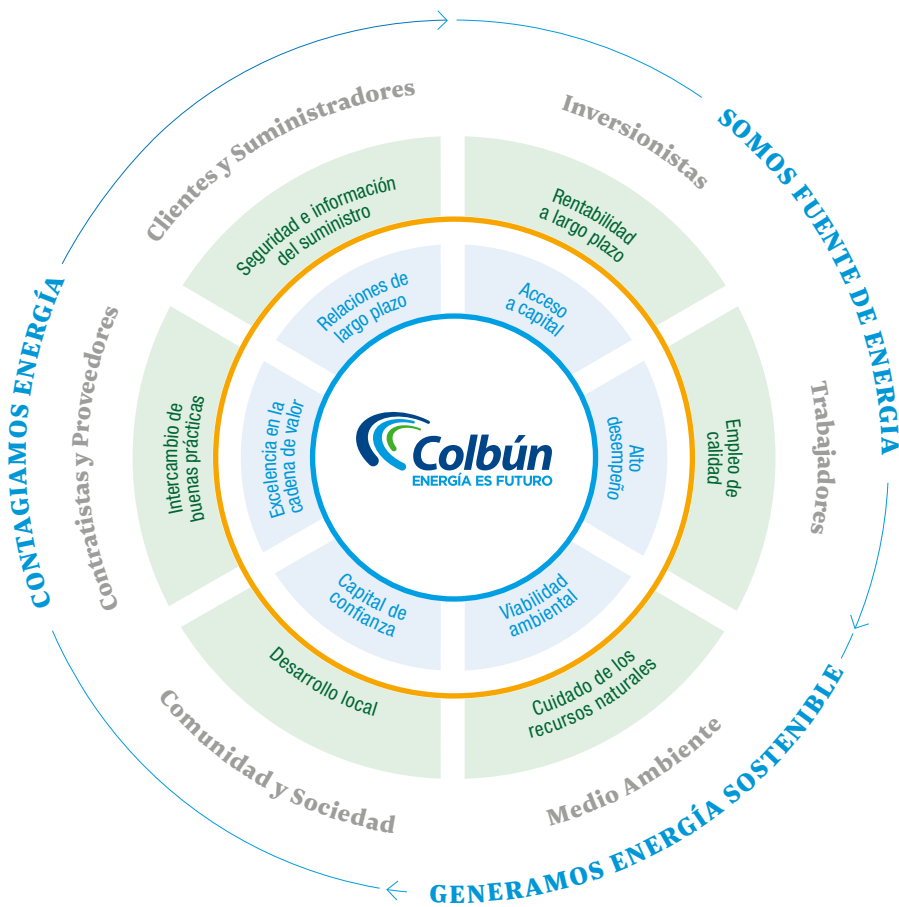 SOMOS FUENTE DE ENERGIA
GENERAMOS ENERGÍA SOSTENIBLE
CONTAGIAMOS ENERGÍA
Clientes y Suministradores
Inversionistas
Trabajadores
Medio Ambiente
Comunidad y Sociedad
Contratistas y Proveedores
Seguridad e información
del suministro
Rentabilidad
a largo plazo
Empleo de
calidad
Cuidado de los
recursos naturales
Desarrollo local
Intercambio de
buenas prácticas
Relaciones de
largo plazo
Acceso
a capital
Alto
desempeño
Viabilidad
ambiental
Capital de
confianza
Excelencia en la
cadena de valor
Colbún
ENERGÍA ES FUTURO